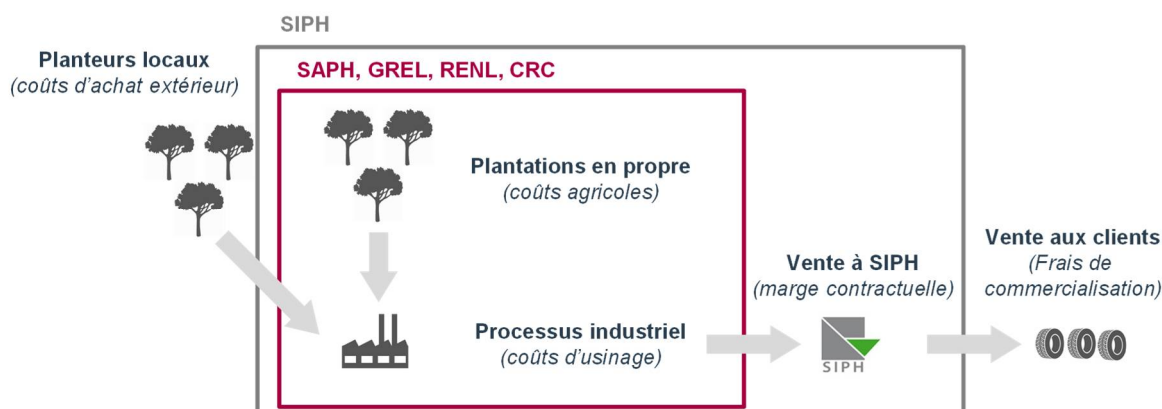 SIPH
Planteurs locaux
(coûts d'achat extérieur)
SAPH, GREL, RENL, CRC
Plantations en propre
(coûts agricoles)
Vente à SIPH
(marge contractuelle)
Vente aux clients
(Frais de
commercialisation)
Processus industriel
(coûts d'usinage)
SIPH